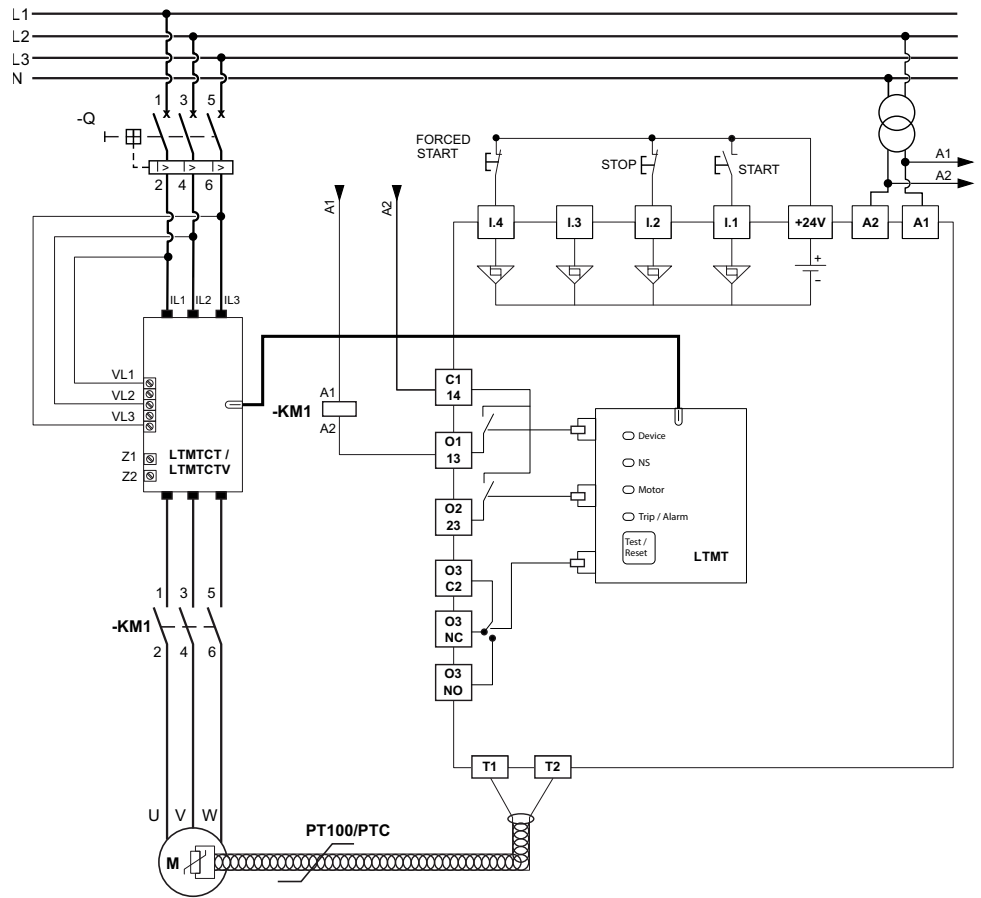 L1
L2
L3
N
1 3 5
-Q
I> I> I>
2 4 6
FORCED
START
STOP
START
A1
A2
A1
A2
I.4
I.3
I.2
I.1
+24V
A2
A1
+
–
IL1 IL2 IL3
VL1
VL2
VL3
Z1
Z2
LTMTCT /
LTMTCTV
A1
-KM1
A2
C1
14
O1
13
O2
23
O3
C2
O3
NC
O3
NO
Device
NS
Motor
Trip / Alarm
Test /
Reset
LTMT
1 3 5
-KM1
2 4 6
T1
T2
U V W
M
PT100/PTC